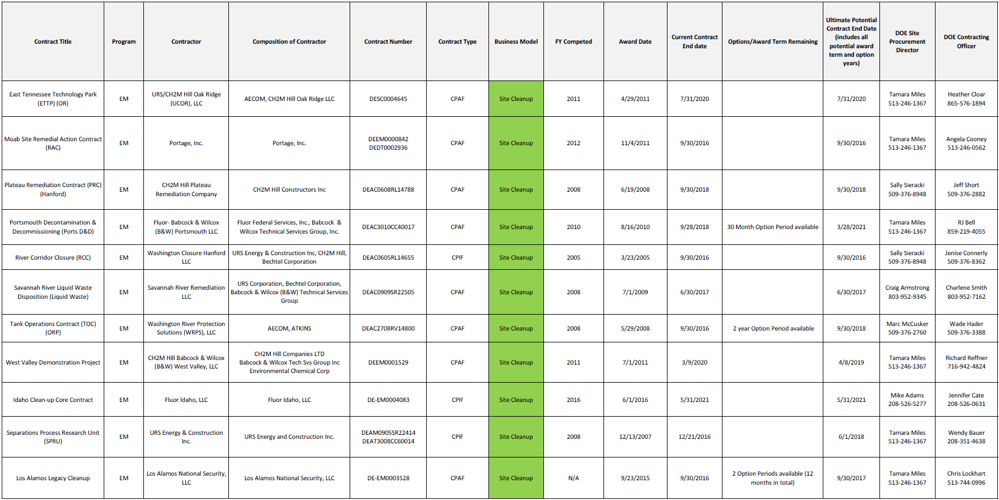 Contract Title
Program
Contractor
Composition of Contractor
Contract Number
Contract Type
Business Model
FY Competed
Award Date
Current Contract
End date
Options/Award Term Remaining
Ultimate Potential
Contract End Date
(includes all
potential award
term and option
years)
DOE Site
Procurement
Director
DOE Contracting
Officer
East Tennessee Technology Park
(ETTP) (OR)
EM
URS/CH2M Hill Oak Ridge
(UCOR), LLC
AECOM, CH2M Hill Oak Ridge LLC
DESC0004645
CPAF
Site Cleanup
2011
4/29/2011
7/31/2020
7/31/2020
Tamara Miles
513-246-1367
Heather Cloar
865-576-1894
Moab Site Remedial Action Contract
(RAC)
EM
Portage, Inc.
Portage, Inc.
DEEM0000842
DEDT0002936
CPAF
Site Cleanup
2012
11/4/2011
9/30/2016
9/30/2016
Tamara Miles
513-246-1367
Angela Cooney
513-246-0562
Plateau Remediation Contract (PRC)
(Hanford)
EM
CH2M Hill Plateau
Remediation Company
CH2M Hill Constructors Inc
DEAC0608RL14788
CPAF
Site Cleanup
2008
6/19/2008
9/30/2018
9/30/2018
Sally Sieracki
509-376-8948
Jeff Short
509-376-2882
Portsmouth Decontamination &
Decommissioning (Ports D&D)
EM
Fluor- Babcock & Wilcox
(B&W) Portsmouth LLC
Fluor Federal Services, Inc., Babcock &
Wilcox Technical Services Group, Inc.
DEAC3010CC40017
CPAF
Site Cleanup
2010
8/16/2010
9/28/2018
30 Month Option Period available
3/28/2021
Tamara Miles
513-246-1367
RJ Bell
859-219-4055
River Corridor Closure (RCC)
EM
Washington Closure Hanford
LLC
URS Energy & Construction Inc, CH2M Hill,
Bechtel Corporation
DEAC0605RL14655
CPIF
Site Cleanup
2005
3/23/2005
9/30/2016
9/30/2016
Sally Sieracki
509-376-8948
Jenise Connerly
509-376-8362
Savannah River Liquid Waste
Disposition (Liquid Waste)
EM
Savannah River Remediation
LLC
URS Corporation, Bechtel Corporation,
Babcock & Wilcox (B&W) Technical Services
Group
DEAC0909SR22505
CPAF
Site Cleanup
2008
7/1/2009
6/30/2017
6/30/2017
Craig Armstrong
803-952-9345
Charlene Smith
803-952-7162
Tank Operations Contract (TOC)
(ORP)
EM
Washington River Protection
Solutions (WRPS), LLC
AECOM, ATKINS
DEAC2708RV14800
CPAF
Site Cleanup
2008
5/29/2008
9/30/2016
2 year Option Period available
9/30/2018
Marc McCusker
509-376-2760
Wade Hader
509-376-3388
West Valley Demonstration Project
EM
CH2M Hill Babcock & Wilcox
(B&W) West Valley, LLC
CH2M Hill Companies LTD
Babcock & Wilcox Tech Svs Group Inc
Environmental Chemical Corp
DEEM0001529
CPAF
Site Cleanup
2011
7/1/2011
3/9/2020
4/8/2019
Tamara Miles
513-246-1367
Richard Reffner
716-942-4824
Idaho Clean-up Core Contract
EM
Fluor Idaho, LLC
Fluor Idaho, LLC
DE-EM0004083
CPIF
Site Cleanup
2016
6/1/2016
5/31/2021
5/31/2021
Mike Adams
208-526-5277
Jennifer Cate
208-526-0631
Separations Process Research Unit
(SPRU)
EM
URS Energy & Construction
Inc.
URS Energy and Construction Inc.
DEAM0905SR22414
DEAT3008CC60014
CPIF
Site Cleanup
2008
12/13/2007
12/21/2016
6/1/2018
Tamara Miles
513-246-1367
Wendy Bauer
208-351-4638
Los Alamos Legacy Cleanup
EM
Los Alamos National Security,
LLC
Los Alamos National Security, LLC
DE-EM0003528
CPAF
Site Cleanup
N/A
9/23/2015
9/30/2016
2 Option Periods available (12
months in total)
9/30/2017
Tamara Miles
513-246-1367
Chris Lockhart
513-744-0996